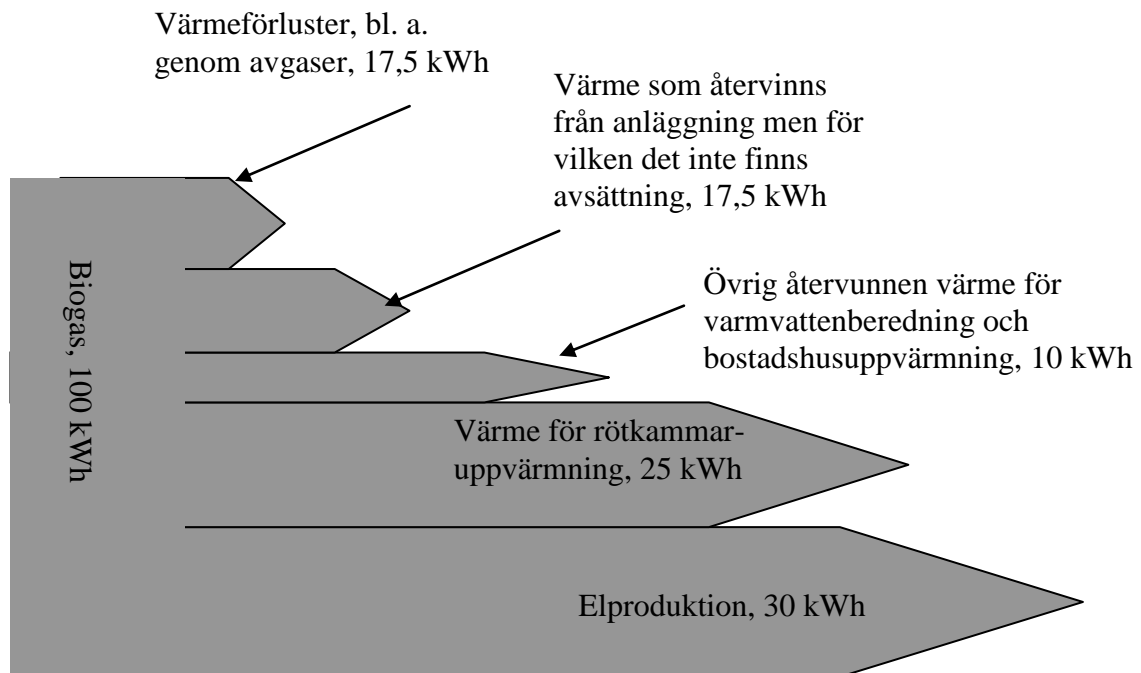 Värmeförluster, bl. a.
genom avgaser, 17,5 kWh
Värme som återvinns
från anläggning men för
vilken det inte finns
avsättning, 17,5 kWh
Övrig återvunnen värme för
varmvattenberedning och
bostadshusuppvärmning, 10 kWh
Biogas, 100 kWh
Värme för rötkammar-
uppvärmning, 25 kWh
Elproduktion, 30 kWh